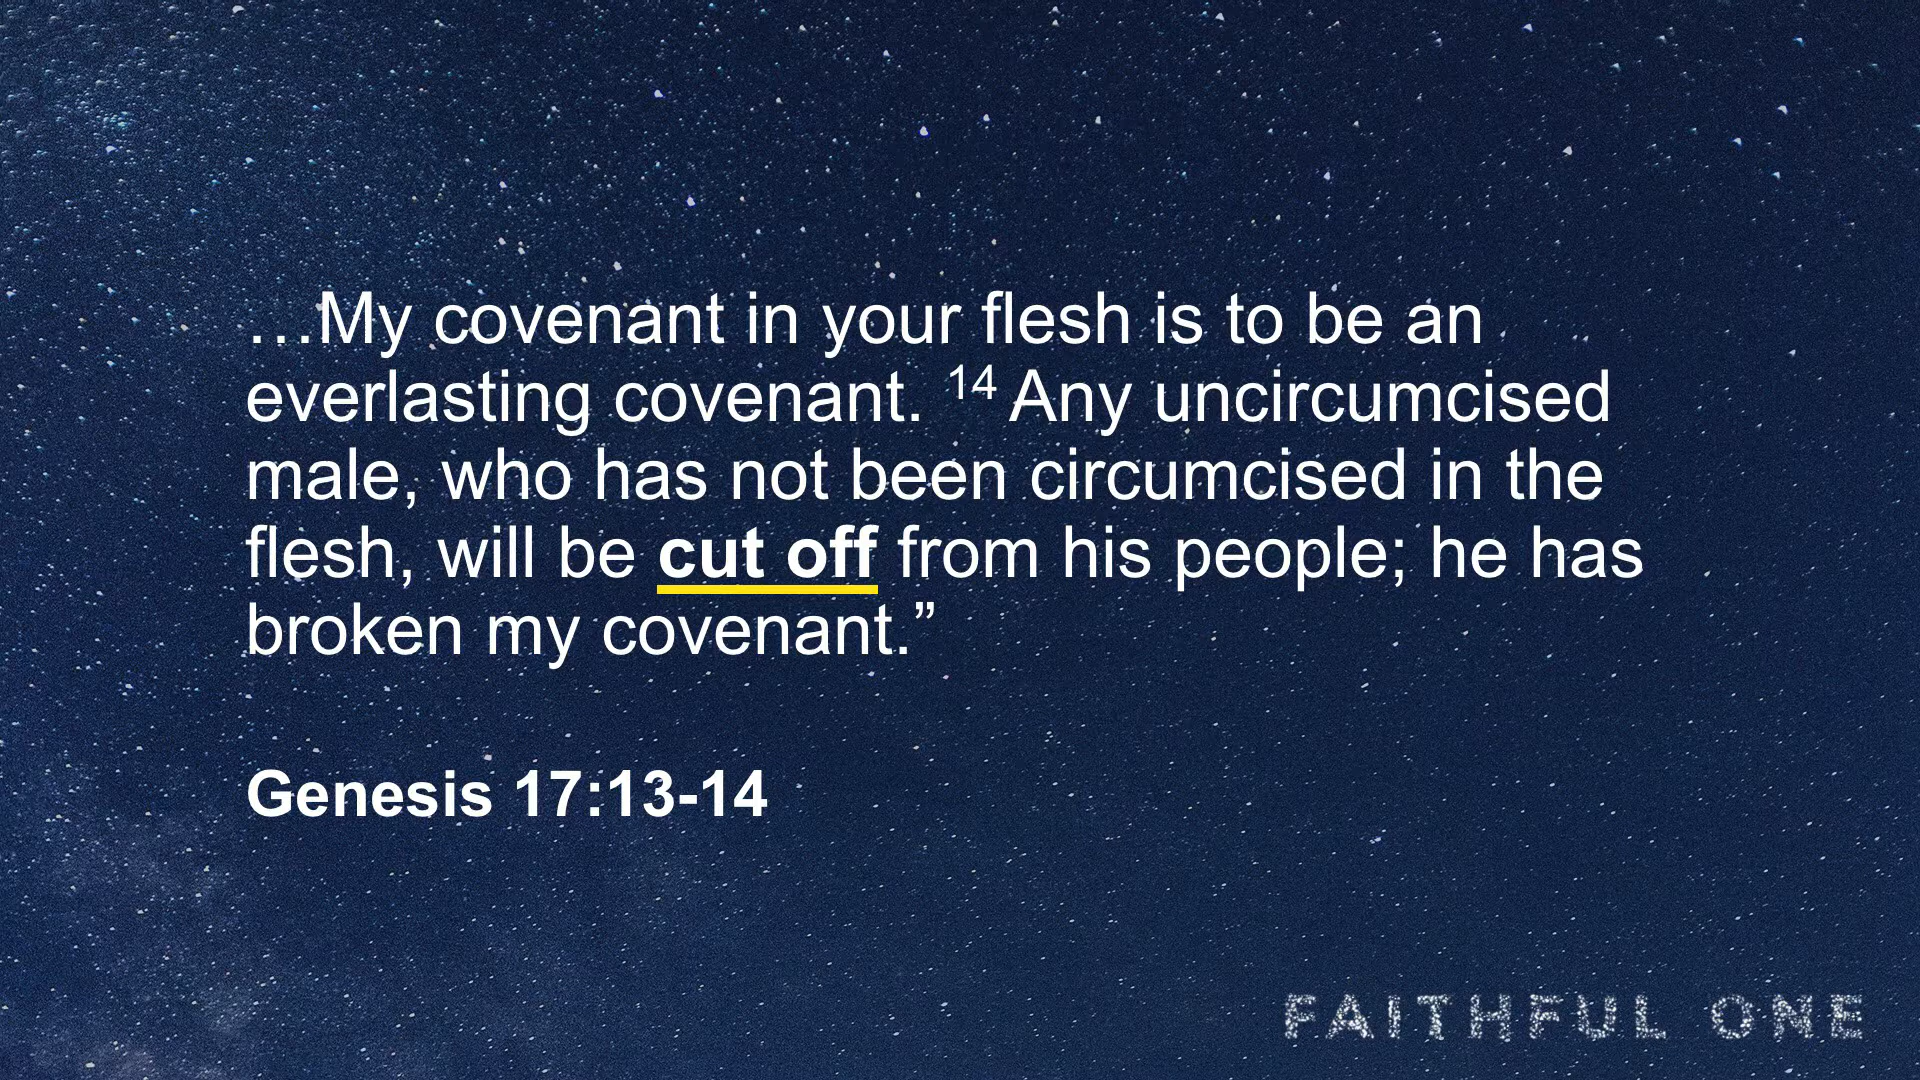 …My covenant in your flesh is to be an
everlasting covenant. 14 Any uncircumcised
male, who has not been circumcised in the
flesh, will be cut off from his people; he has
broken my covenant.”
Genesis 17:13-14
FAITHFUL ONE